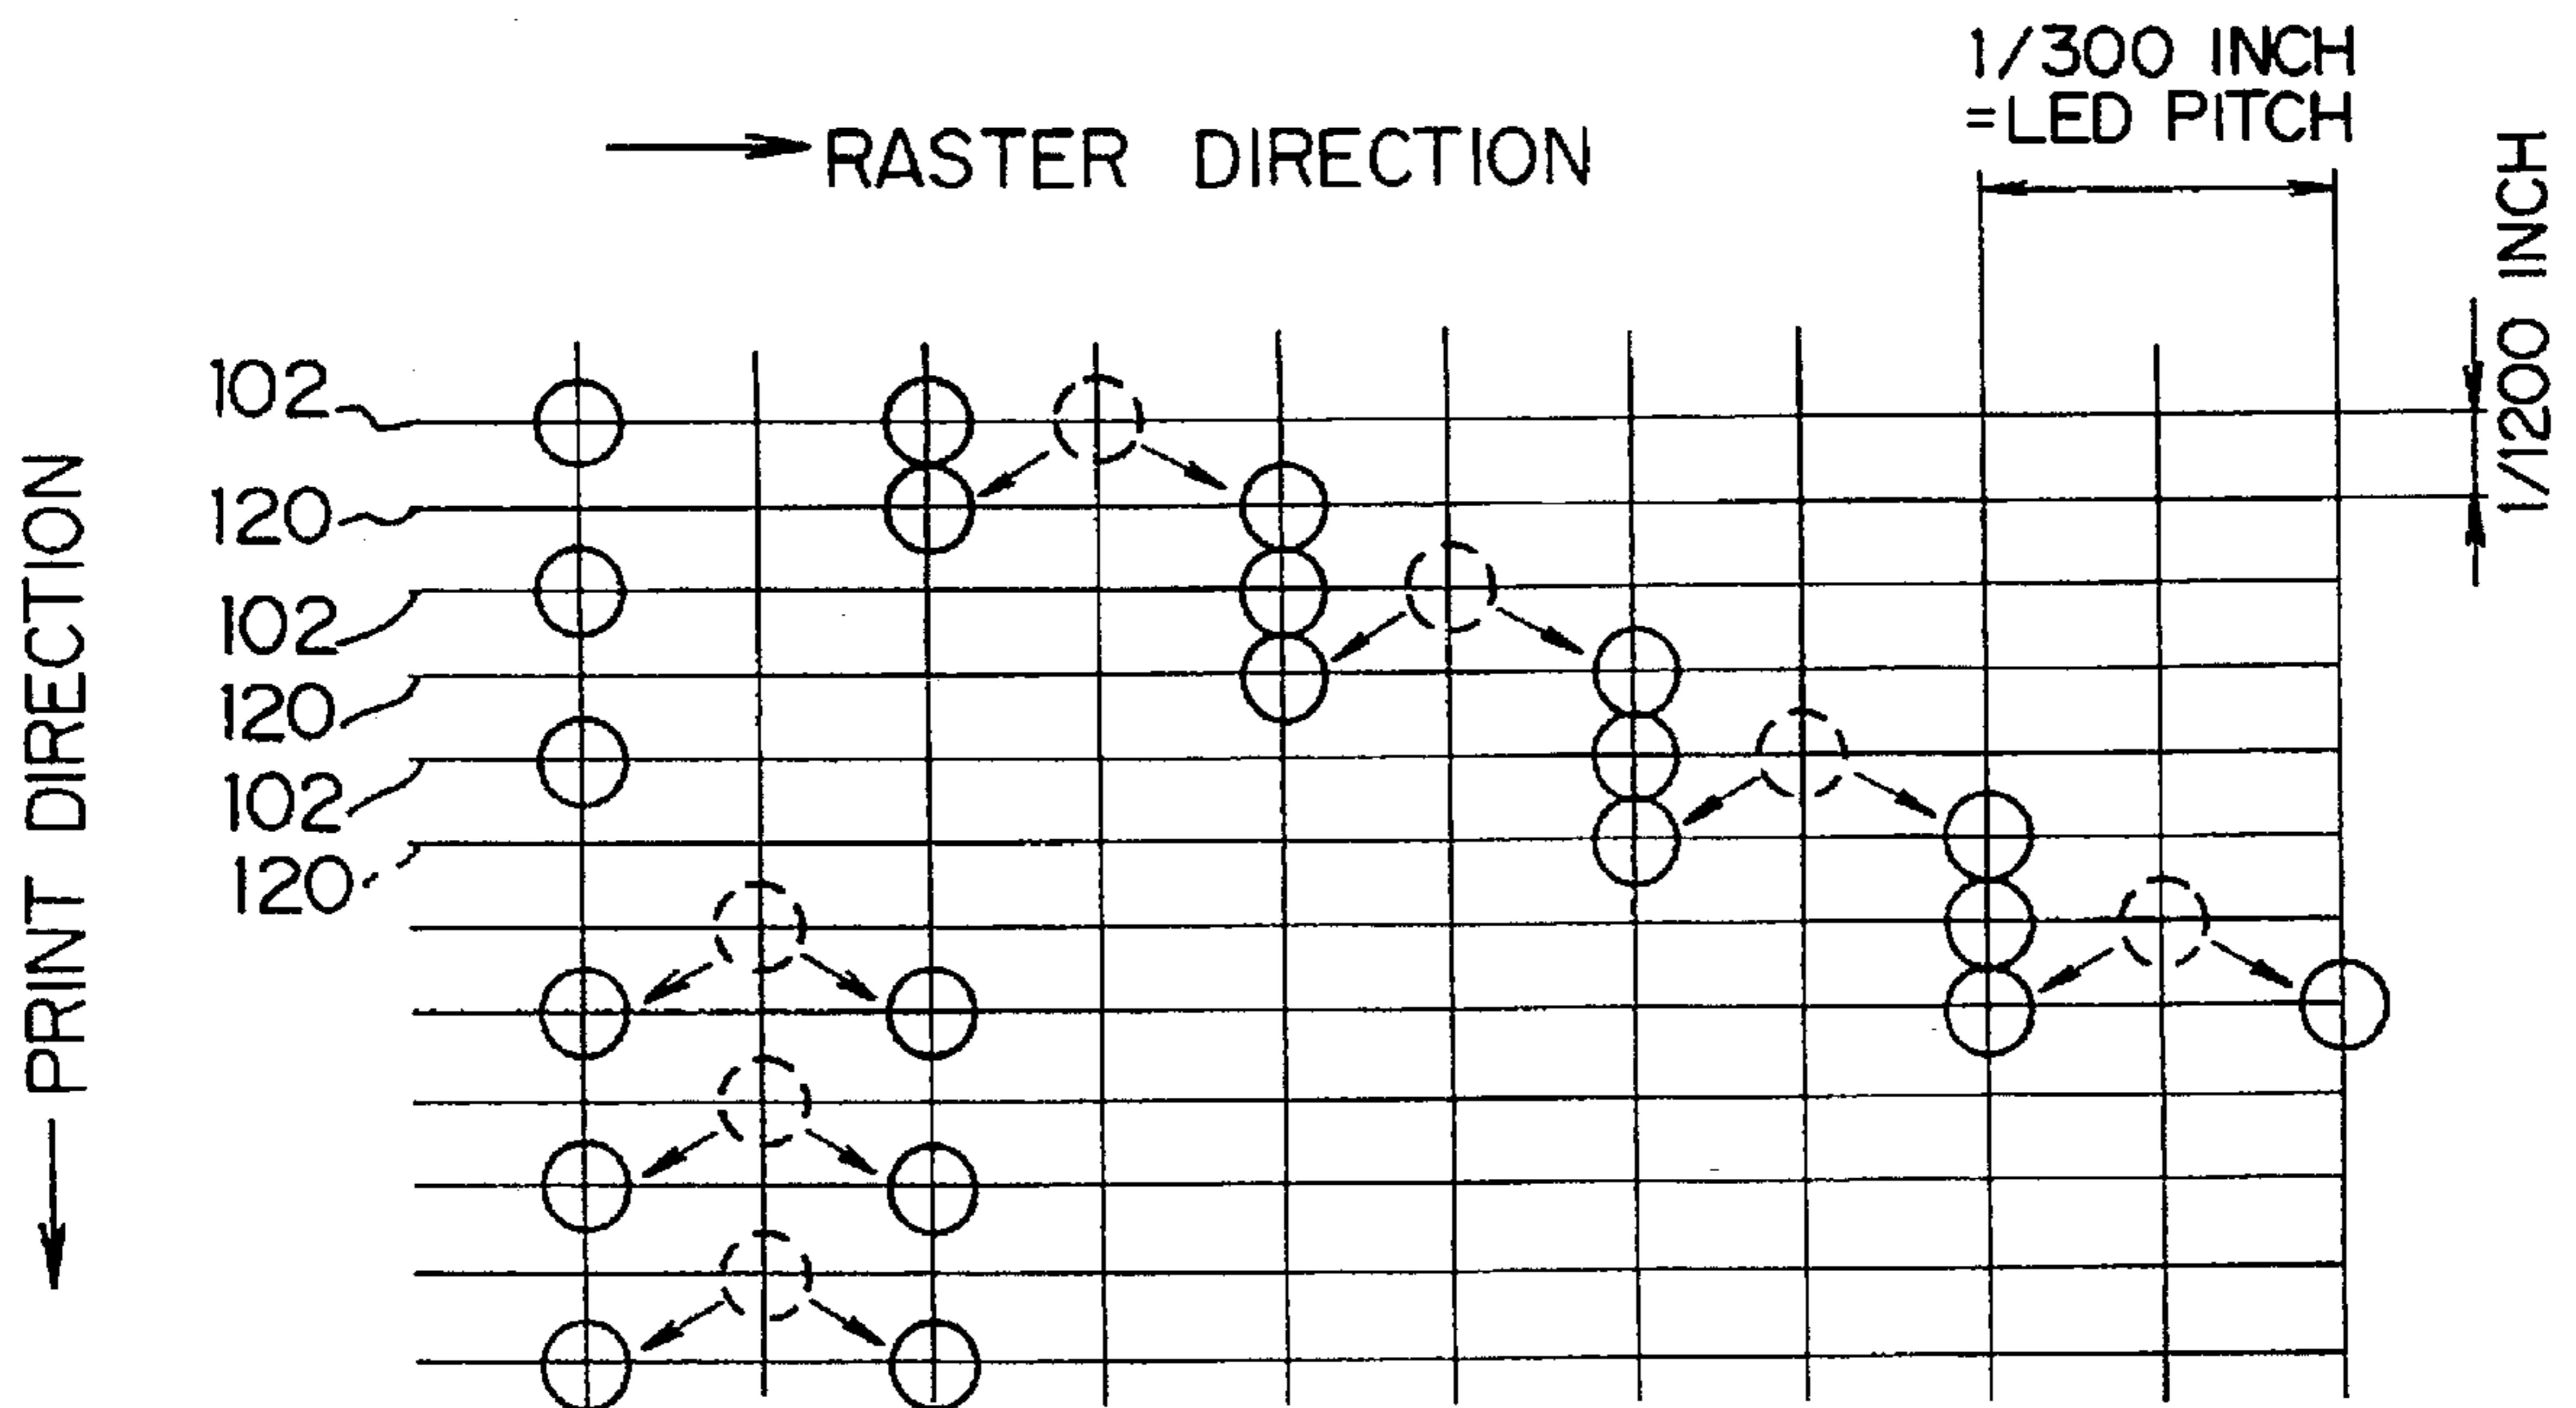 1/300 INCH
=LED PITCH
RASTER DIRECTION
1/1200 INCH
102
120
102
120
102
120
PRINT DIRECTION